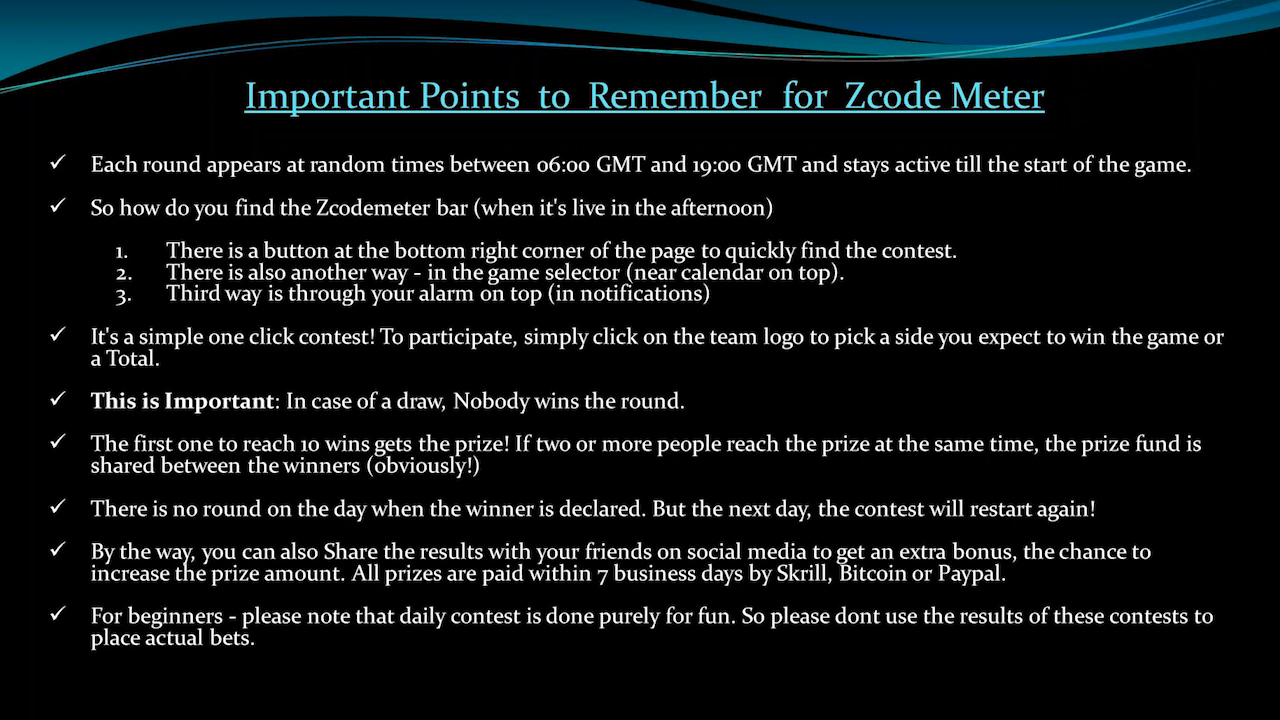 Important Points to Remember for Zcode Meter
✓ Each round appears at random times between 06:00 GMT and 19:00 GMT and stays active till the start of the game.
✓ So how do you find the Zcodemeter bar (when it's live in the afternoon)
1. There is a button at the bottom right corner of the page to quickly find the contest.
2. There is also another way - in the game selector (near calendar on top).
3. Third way is through your alarm on top (in notifications)
✓ It's a simple one click contest! To participate, simply click on the team logo to pick a side you expect to win the game or
a Total.
✓ This is Important: In case of a draw, Nobody wins the round.
✓ The first one to reach 10 wins gets the prize! If two or more people reach the prize at the same time, the prize fund is
shared between the winners (obviously!)
✓ There is no round on the day when the winner is declared. But the next day, the contest will restart again!
✓ By the way, you can also Share the results with your friends on social media to get an extra bonus, the chance to
increase the prize amount. All prizes are paid within 7 business days by Skrill, Bitcoin or Paypal.
✓ For beginners - please note that daily contest is done purely for fun. So please dont use the results of these contests to
place actual bets.